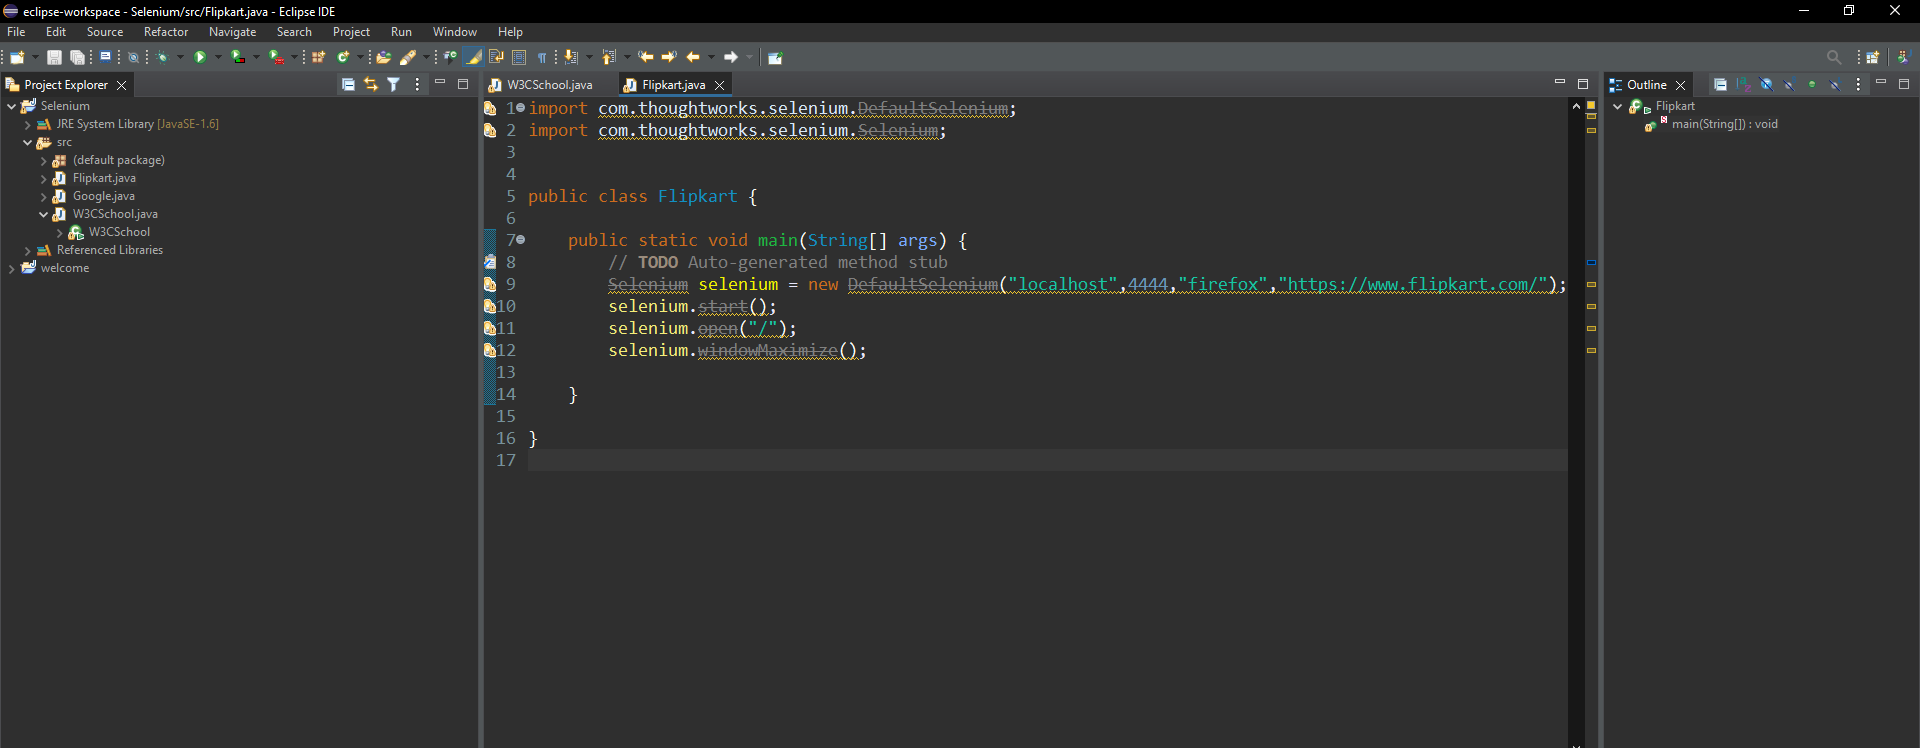 eclipse-workspace - Selenium/src/Flipkart.java - Eclipse IDE
File Edit Source Refactor Navigate Search Project Run Window Help
Project Explorer
Selenium
JRE System Library [JavaSE-1.6]
src
(default package)
Flipkart.java
Google.java
W3CSchool.java
W3CSchool
Referenced Libraries
welcome
W3CSchool.java Flipkart.java
1 import com.thoughtworks.selenium.DefaultSelenium;
2 import com.thoughtworks.selenium.Selenium;
3
4
5 public class Flipkart {
6
7     public static void main(String[] args) {
8         // TODO Auto-generated method stub
9         Selenium selenium = new DefaultSelenium("localhost",4444,"firefox","https://www.flipkart.com/");
10         selenium.start();
11         selenium.open("/");
12         selenium.windowMaximize();
13
14     }
15
16 }
17
Outline
Flipkart
main(String[]) : void